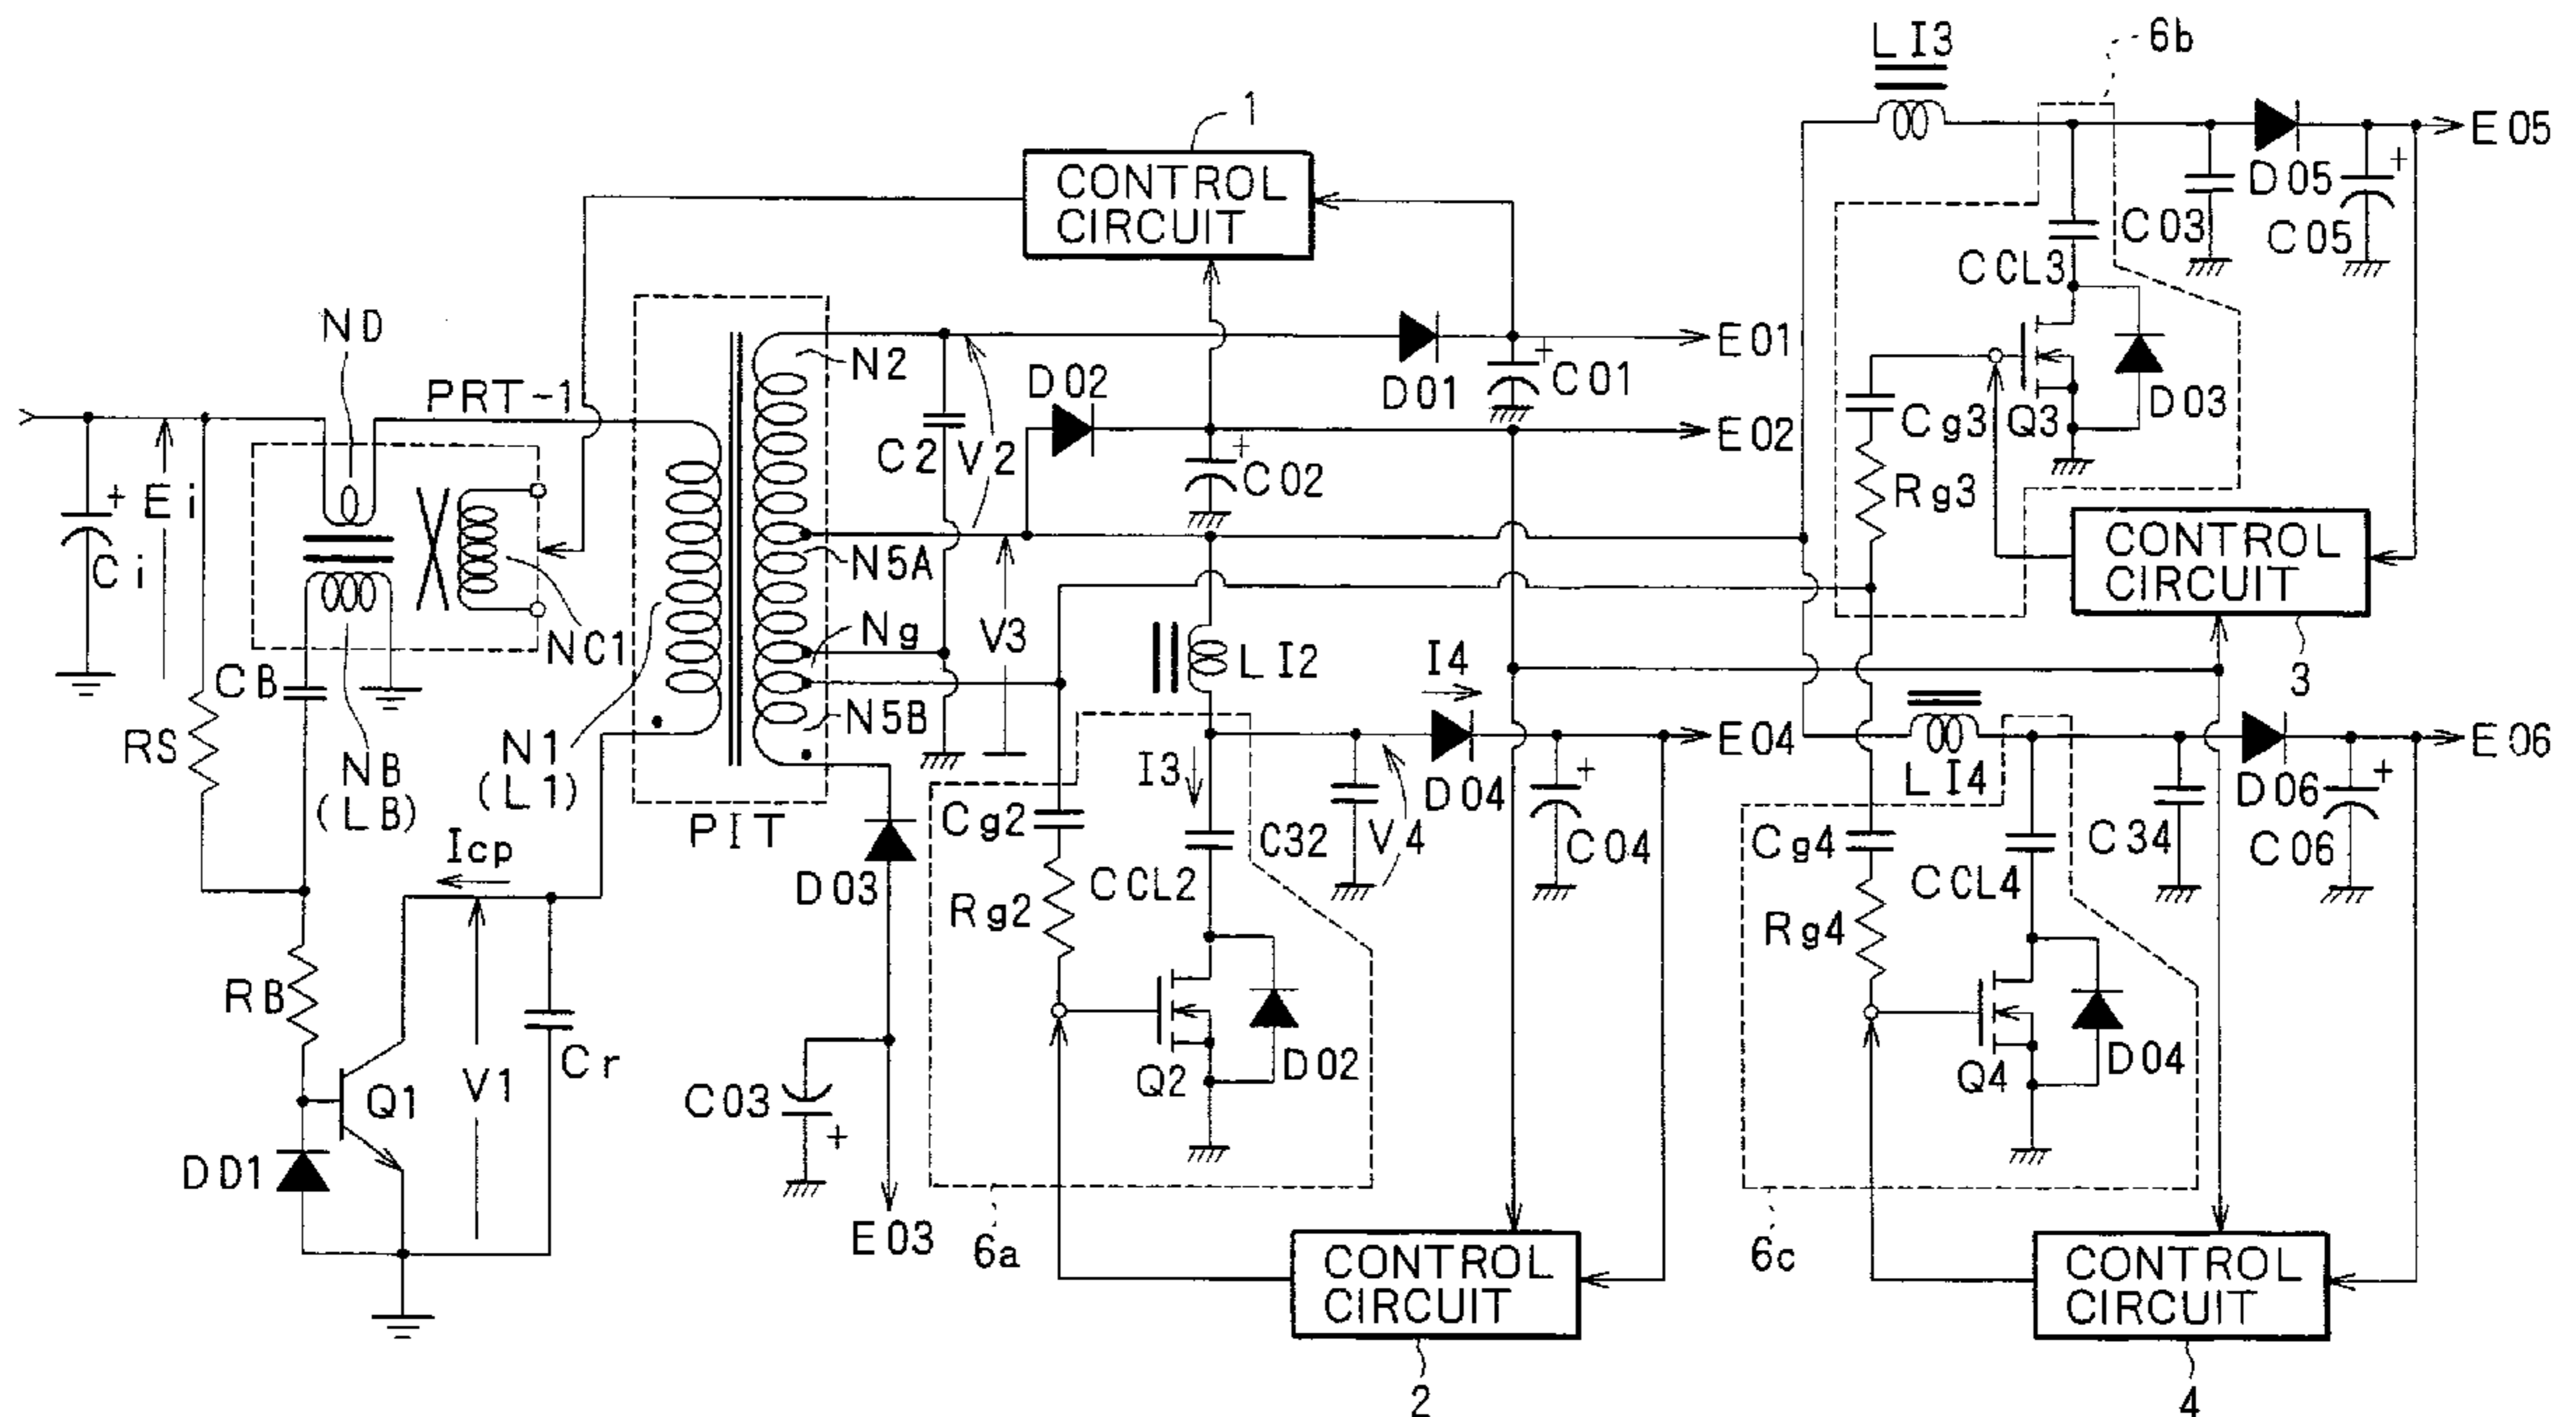 LI3
6b
1
CONTROL
CIRCUIT
E05
D05
C03
C05
CCL3
ND
N2
D02
D01
C01
E01
PRT-1
Cg3
Q3
D03
C2
V2
C02
E02
Ei
Ci
Rg3
CONTROL
CIRCUIT
N5A
Ng
V3
NC1
LI2
I4
3
CB
N5B
RS
N1
(L1)
NB
(LB)
PIT
I3
D04
E04
LI4
E06
D06
Icp
Cg2
C32
V4
C04
Cg4
C34
C06
D03
CCL2
CCL4
Rg2
Rg4
RB
Cr
V1
Q1
C03
Q2
D02
Q4
D04
DD1
E03
6a
6c
CONTROL
CIRCUIT
CONTROL
CIRCUIT
2
4